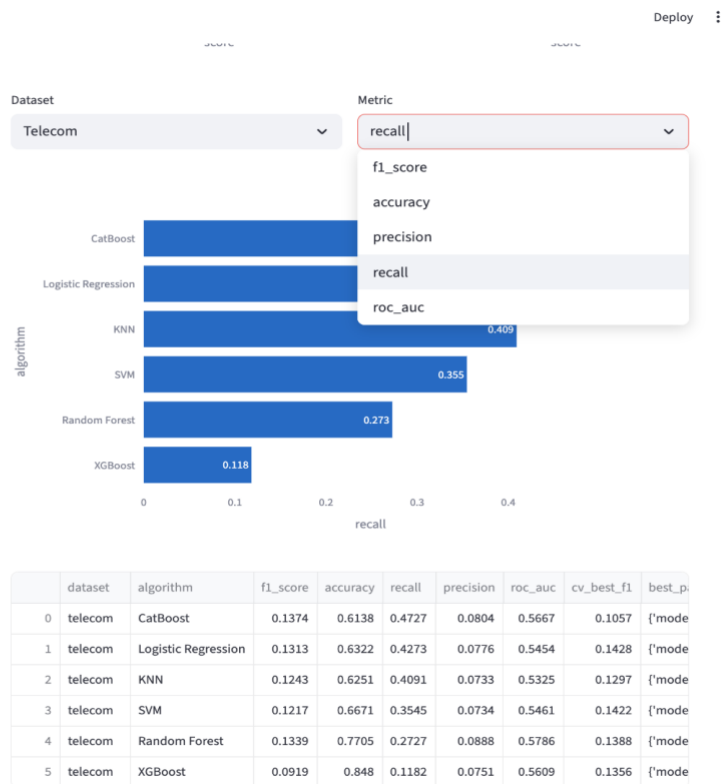 Deploy
score score
Dataset Metric
Telecom recall
f1_score
accuracy
precision
recall
roc_auc
CatBoost
Logistic Regression
KNN 0.409
SVM 0.355
Random Forest 0.273
XGBoost 0.118
algorithm
0 0.1 0.2 0.3 0.4
recall
dataset algorithm f1_score accuracy recall precision roc_auc cv_best_f1
0 telecom CatBoost 0.1374 0.6138 0.4727 0.0804 0.5667 0.1057 {'mode
1 telecom Logistic Regression 0.1313 0.6322 0.4273 0.0776 0.5454 0.1428 {'mode
2 telecom KNN 0.1243 0.6251 0.4091 0.0733 0.5325 0.1297 {'mode
3 telecom SVM 0.1217 0.6671 0.3545 0.0734 0.5461 0.1422 {'mode
4 telecom Random Forest 0.1339 0.7705 0.2727 0.0888 0.5786 0.1388 {'mode
5 telecom XGBoost 0.0919 0.848 0.1182 0.0751 0.5609 0.1356 {'mode